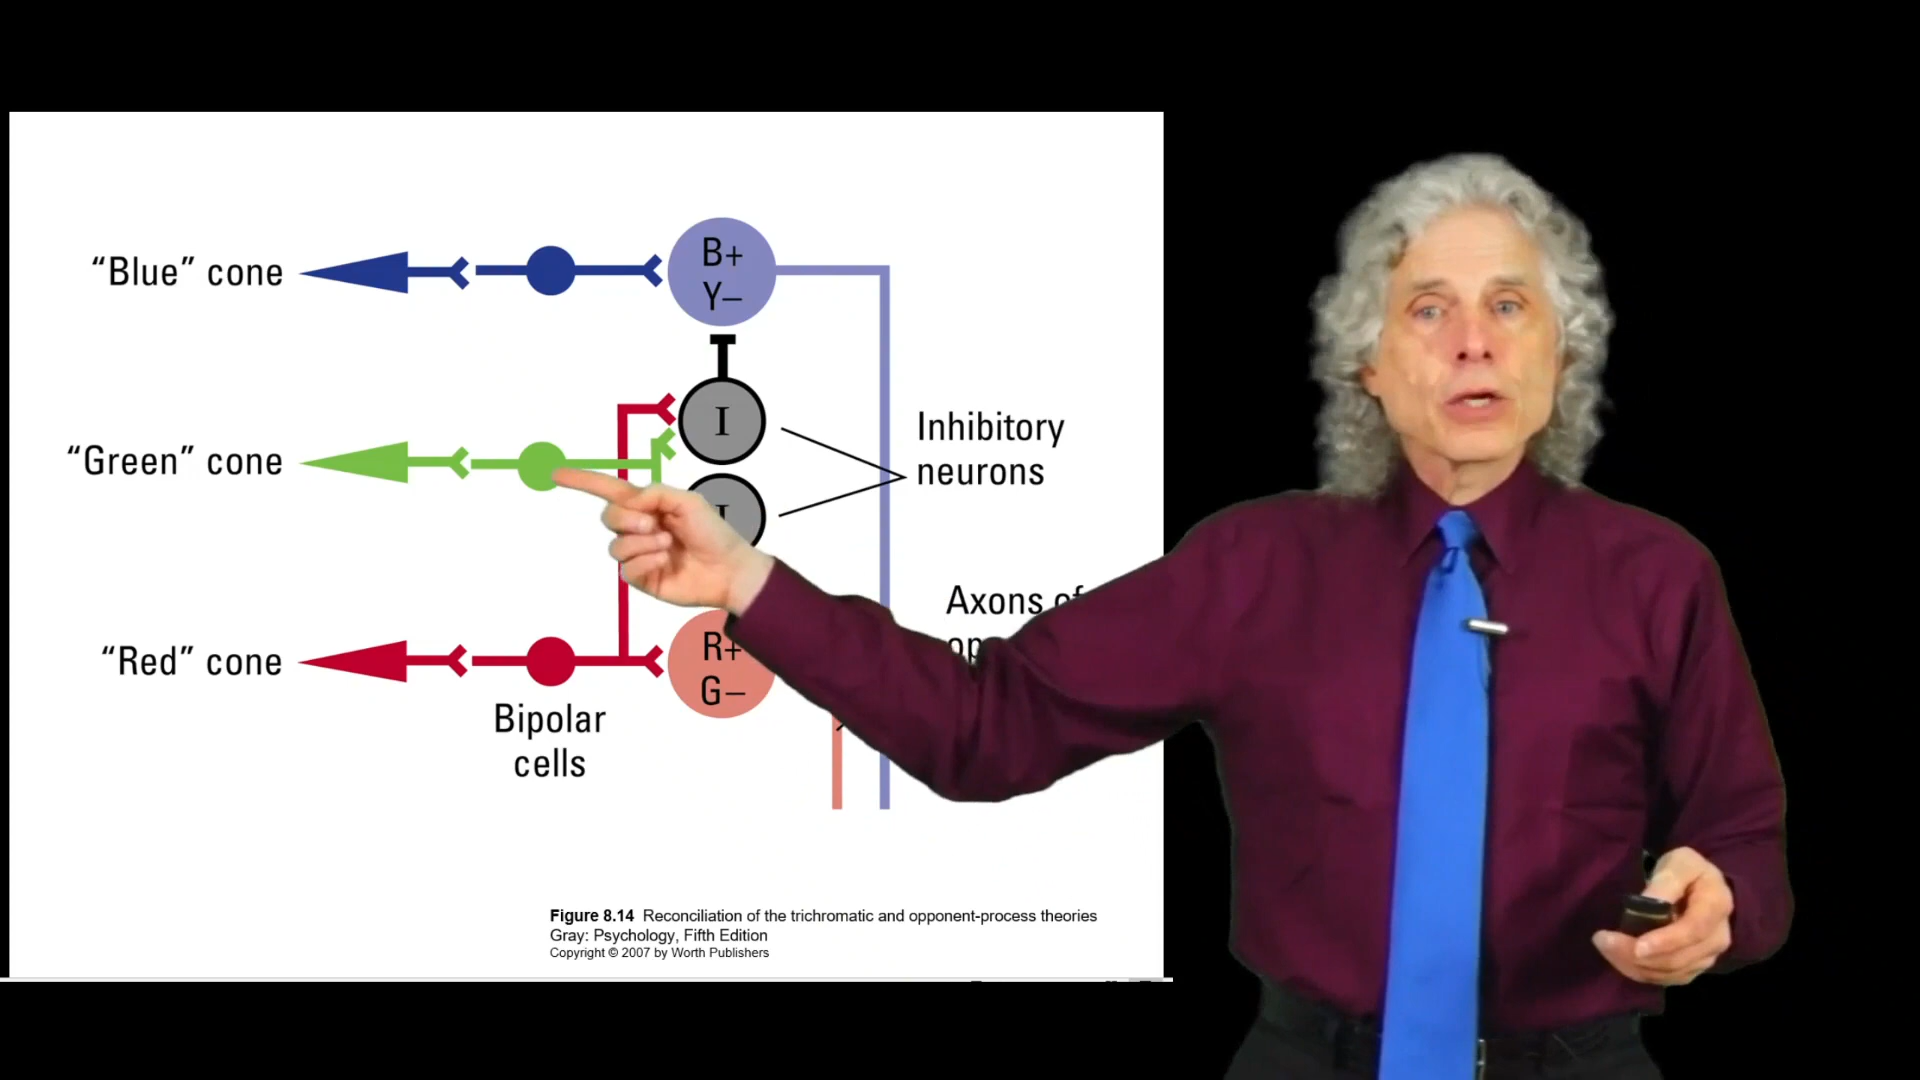 “Blue” cone
B+
Y–
I
“Green” cone
Inhibitory
neurons
I
Axons of
“Red” cone
R+
G–
Bipolar
cells
Figure 8.14 Reconciliation of the trichromatic and opponent-process theories
Gray: Psychology, Fifth Edition
Copyright © 2007 by Worth Publishers